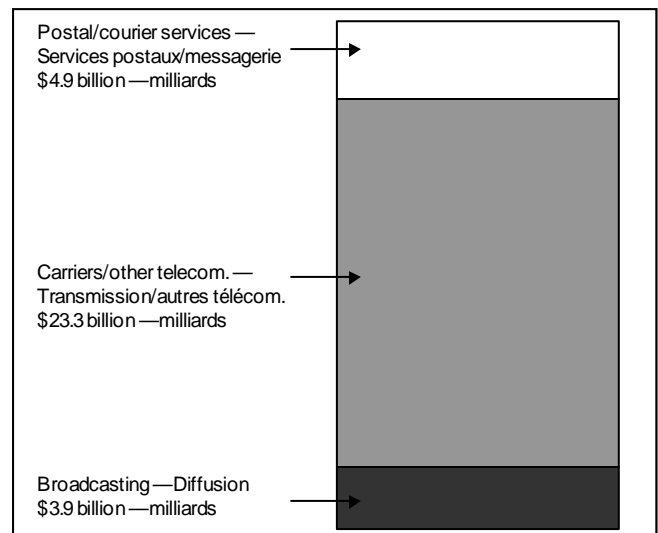 Postal/courier services —
Services postaux/messagerie
$4.9 billion — milliards
Carriers/other telecom. —
Transmission/autres télécom.
$23.3 billion — milliards
Broadcasting — Diffusion
$3.9 billion — milliards